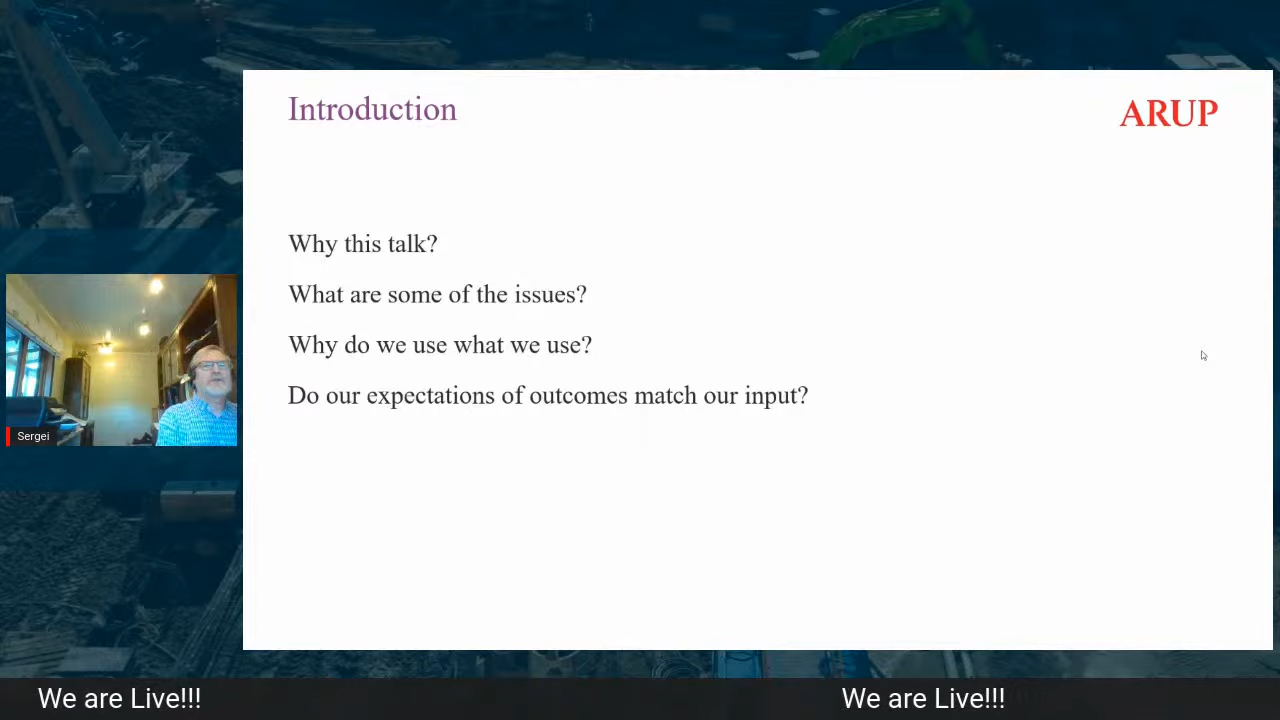 Introduction
ARUP
Why this talk?
What are some of the issues?
Why do we use what we use?
Do our expectations of outcomes match our input?
Sergei
We are Live!!!
We are Live!!!